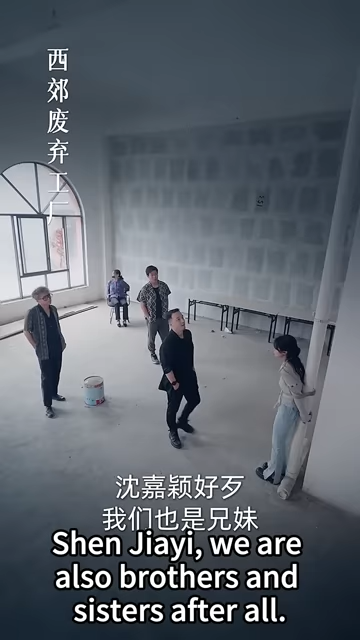 西郊废弃工厂
沈嘉颖好歹
我们也是兄妹
Shen Jiayi, we are
also brothers and
sisters after all.